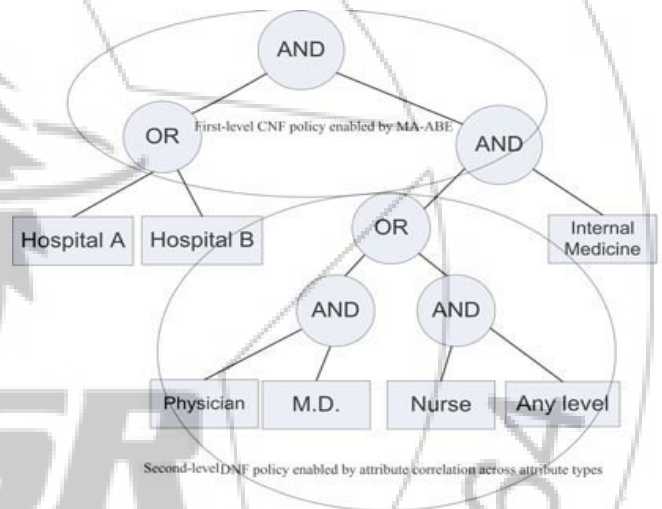 AND
First-level CNF policy enabled by MA-ABE
OR
AND
Hospital A
Hospital B
OR
Internal
Medicine
AND
AND
Physician
M.D.
Nurse
Any level
Second-level DNF policy enabled by attribute correlation across attribute types